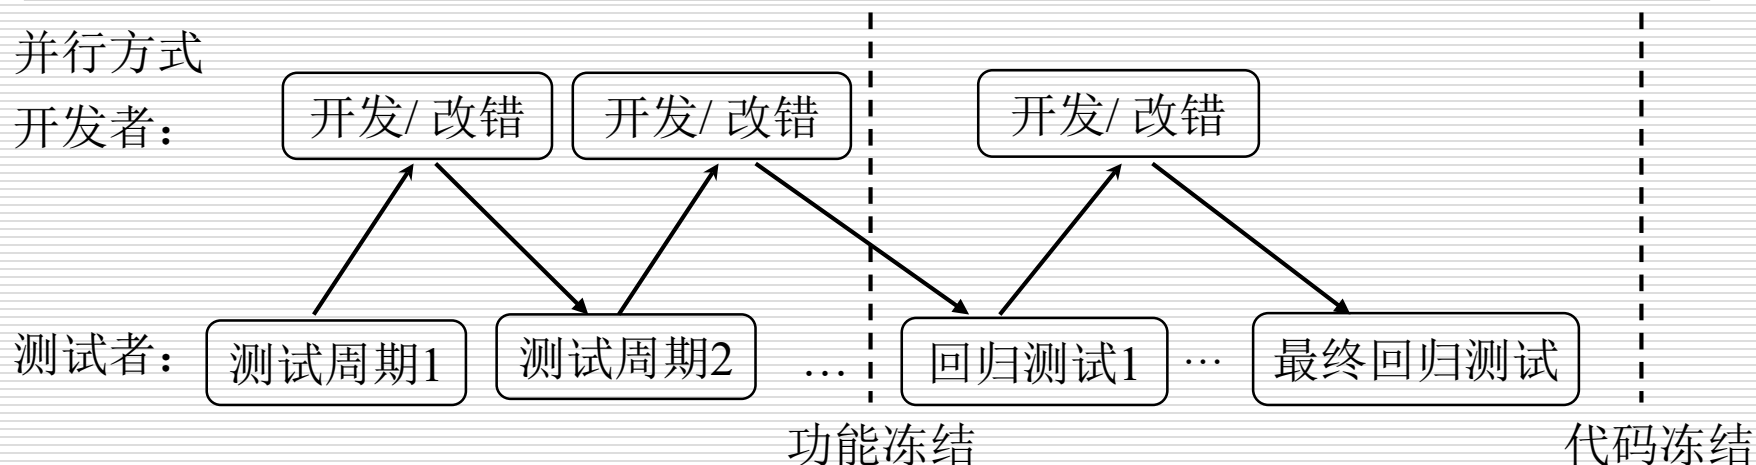 并行方式
开发者：
开发/ 改错
开发/ 改错
开发/ 改错
测试者：
测试周期1
测试周期2
…
回归测试1
…
最终回归测试
功能冻结
代码冻结